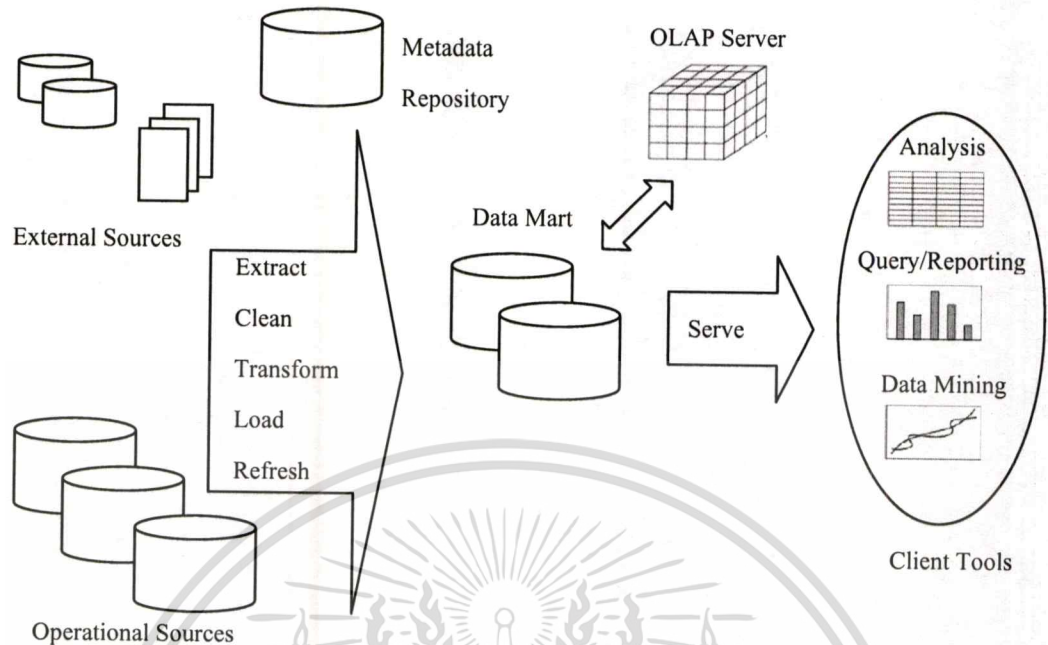 Metadata
Repository
OLAP Server
External Sources
Extract
Clean
Transform
Load
Refresh
Operational Sources
Data Mart
Serve
Analysis
Query/Reporting
Data Mining
Client Tools